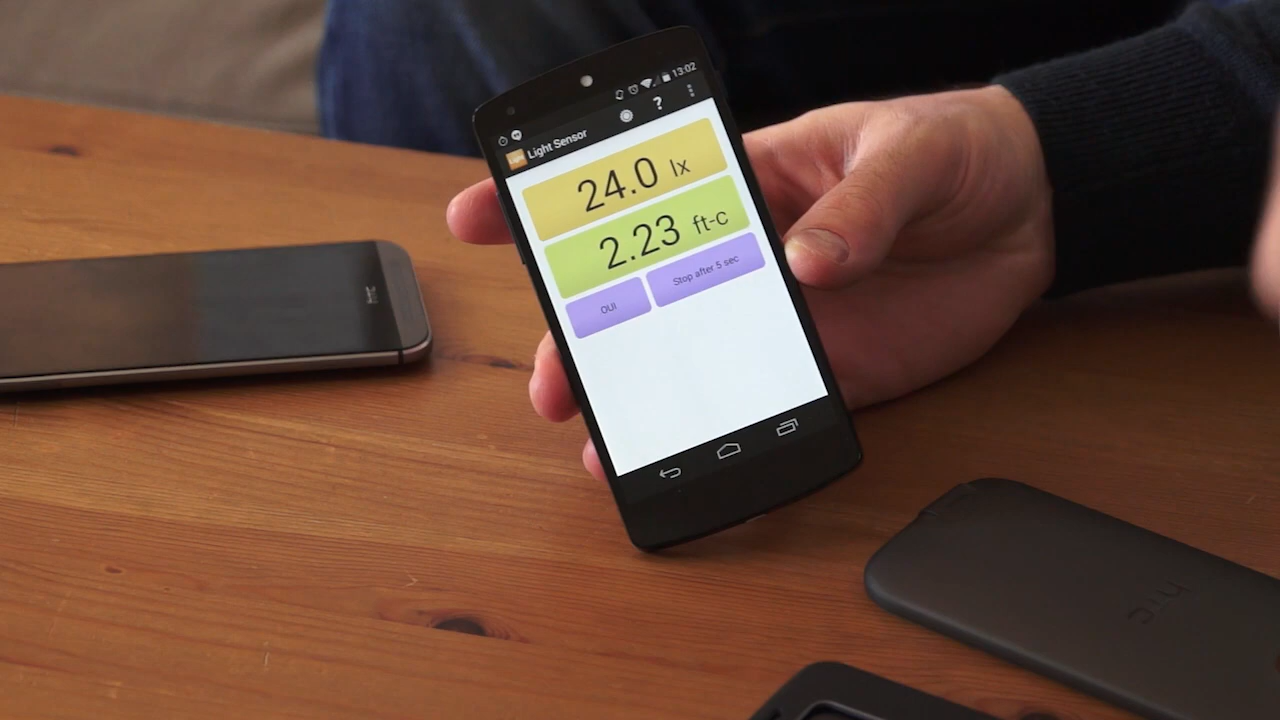 13:02
Light Sensor
?
24.0 lx
2.23 ft-c
OUI
Stop after 5 sec
hTC
hTC